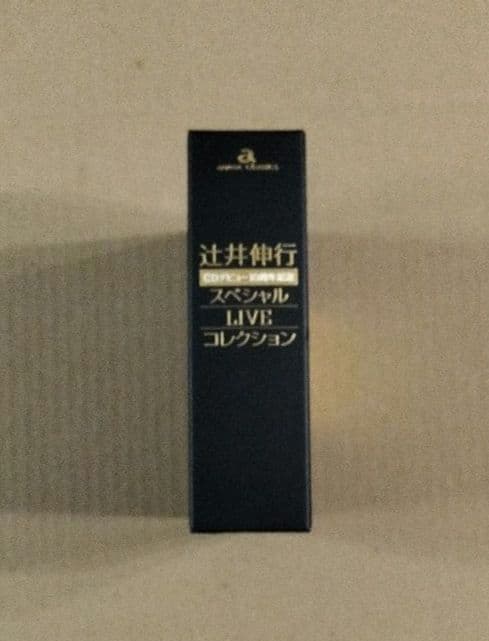 a
辻井伸行
CDデビュー10周年記念
スペシャル
LIVE
コレクション